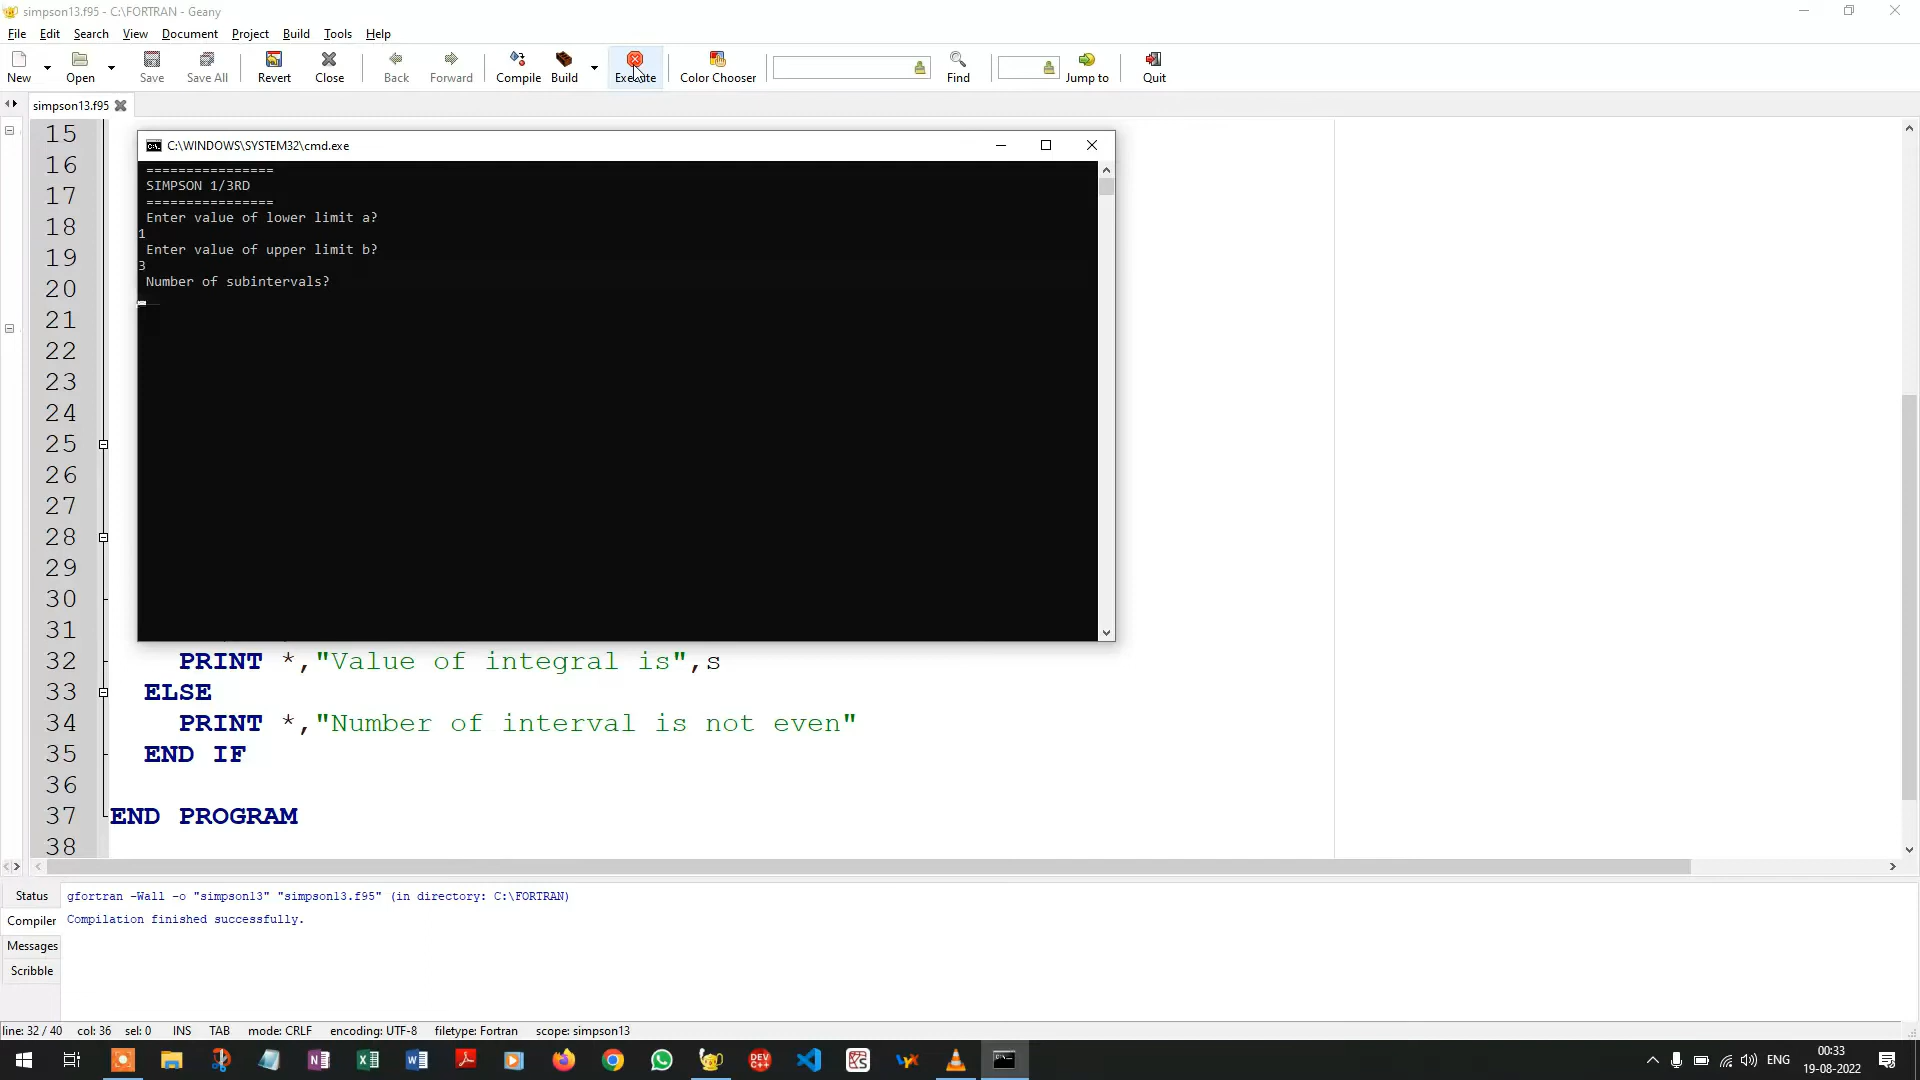 simpson13.f95 - C:\FORTRAN - Geany
File Edit Search View Document Project Build Tools Help
New Open Save Save All Revert Close Back Forward Compile Build Execute Color Chooser Find Jump to Quit
simpson13.f95
C:\WINDOWS\SYSTEM32\cmd.exe
================
SIMPSON 1/3RD
================
Enter value of lower limit a?
1
Enter value of upper limit b?
3
Number of subintervals?
15
16
17
18
19
20
21
22
23
24
25
26
27
28
29
30
31
32 PRINT *,"Value of integral is",s
33 ELSE
34 PRINT *,"Number of interval is not even"
35 END IF
36
37 END PROGRAM
38
Status
Compiler
Messages
Scribble
gfortran -Wall -o "simpson13" "simpson13.f95" (in directory: C:\FORTRAN)
Compilation finished successfully.
line: 32 / 40 col: 36 sel: 0 INS TAB mode: CRLF encoding: UTF-8 filetype: Fortran scope: simpson13
DEV C++
ENG
00:33
19-08-2022